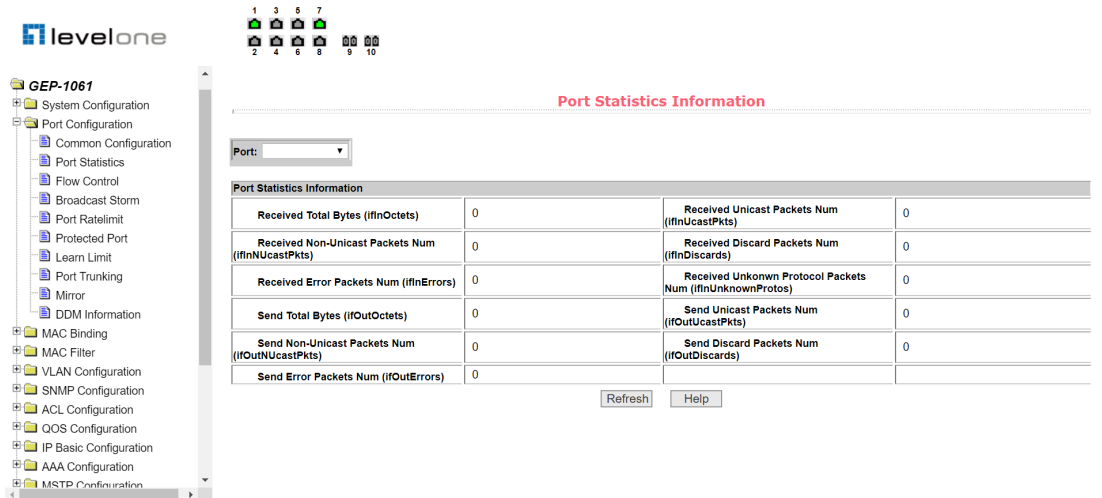 1 3 5 7
levelone
2 4 6 8 9 10
GEP-1061
System Configuration
Port Configuration
Common Configuration
Port Statistics
Flow Control
Broadcast Storm
Port Ratelimit
Protected Port
Learn Limit
Port Trunking
Mirror
DDM Information
MAC Binding
MAC Filter
VLAN Configuration
SNMP Configuration
ACL Configuration
QOS Configuration
IP Basic Configuration
AAA Configuration
MSTP Configuration
Port Statistics Information
Port:
Port Statistics Information
Received Total Bytes (ifInOctets) 0
Received Unicast Packets Num
(ifInUcastPkts) 0
Received Non-Unicast Packets Num
(ifInNUcastPkts) 0
Received Discard Packets Num
(ifInDiscards) 0
Received Error Packets Num (ifInErrors) 0
Received Unkonwn Protocol Packets
Num (ifInUnknownProtos) 0
Send Total Bytes (ifOutOctets) 0
Send Unicast Packets Num
(ifOutUcastPkts) 0
Send Non-Unicast Packets Num
(ifOutNUcastPkts) 0
Send Discard Packets Num
(ifOutDiscards) 0
Send Error Packets Num (ifOutErrors) 0
Refresh Help